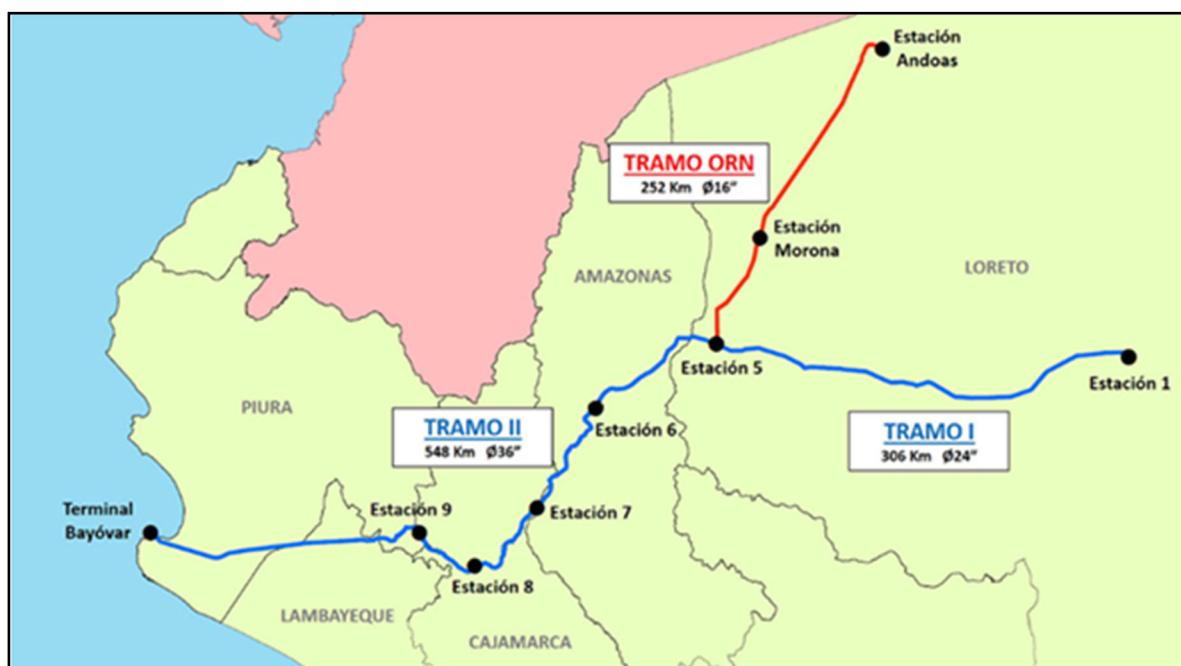 Estación
Andoas
TRAMO ORN
252 Km Ø16”
Estación
Morona
AMAZONAS
LORETO
Estación 5
Estación 1
PIURA
TRAMO II
548 Km Ø36”
Estación 6
TRAMO I
306 Km Ø24”
Terminal
Bayóvar
Estación 9
Estación 7
Estación 8
LAMBAYEQUE
CAJAMARCA